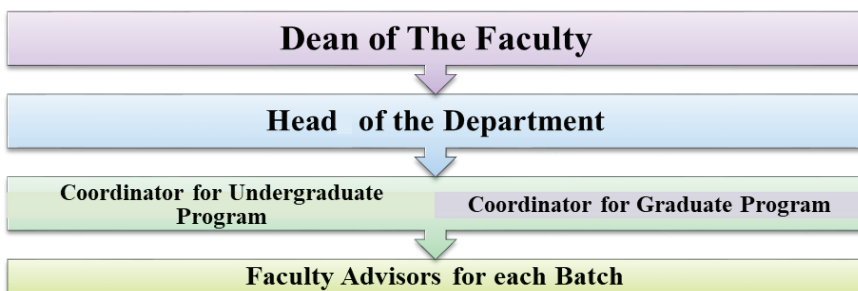 Dean of The Faculty
Head of the Department
Coordinator for Undergraduate
Program
Coordinator for Graduate Program
Faculty Advisors for each Batch